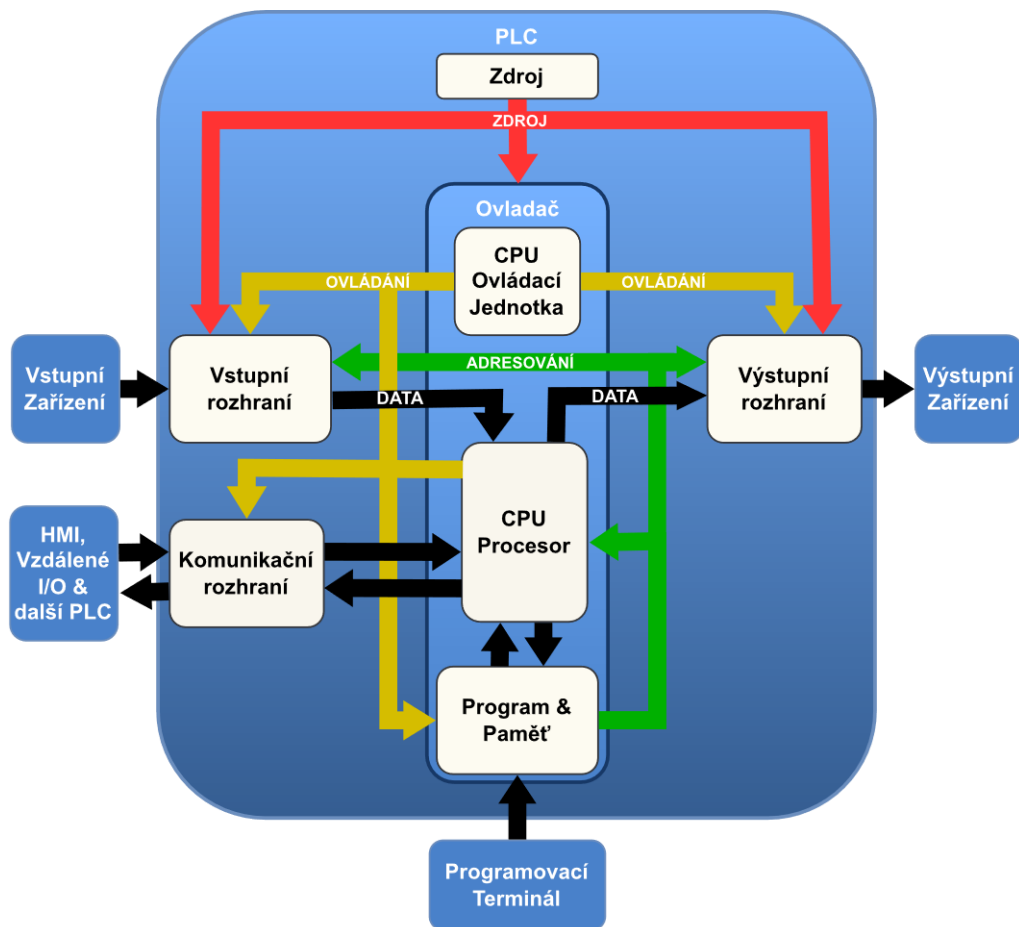 PLC
Zdroj
ZDROJ
Ovladač
CPU
Ovládací
Jednotka
OVLÁDÁNÍ
OVLÁDÁNÍ
Vstupní
Zařízení
Vstupní
rozhraní
ADRESOVÁNÍ
Výstupní
rozhraní
Výstupní
Zařízení
DATA
DATA
CPU
Procesor
HMI,
Vzdálené
I/O &
další PLC
Komunikační
rozhraní
Program &
Paměť
Programovací
Terminál